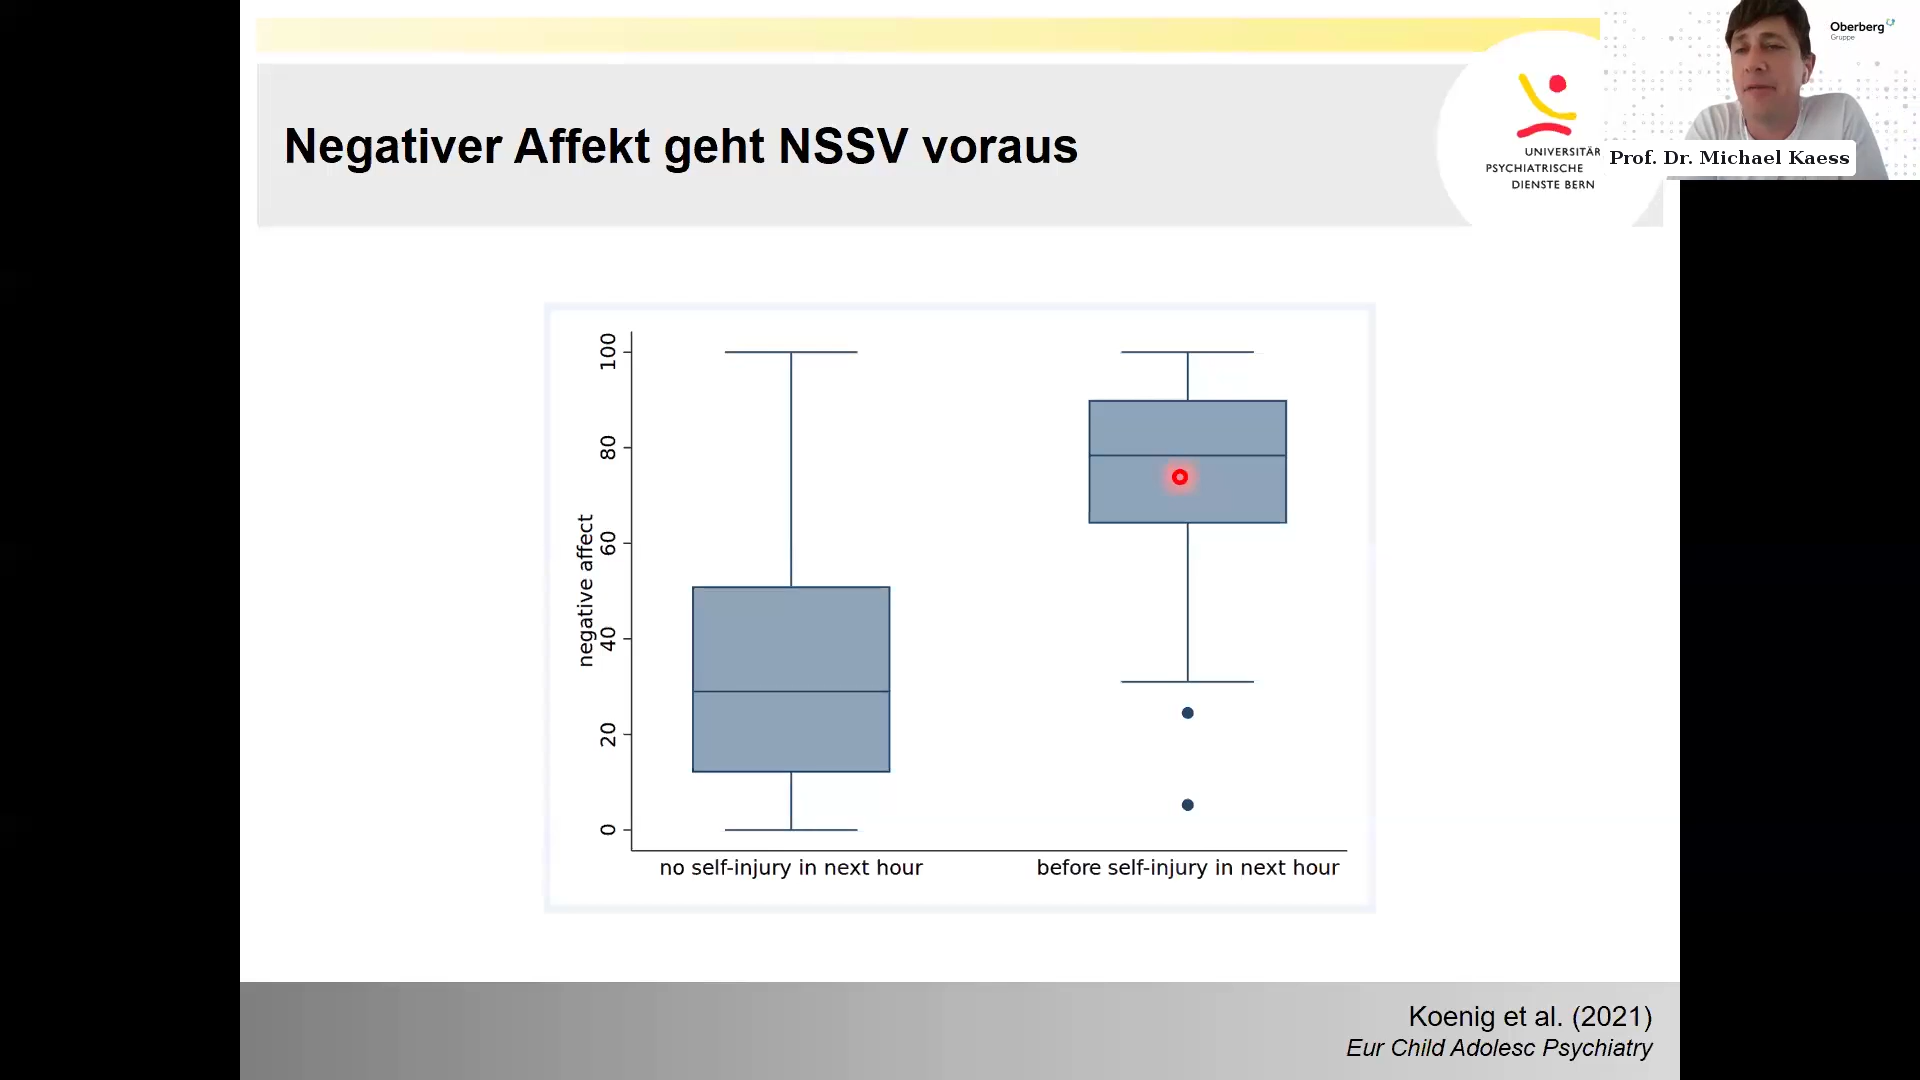 Negativer Affekt geht NSSV voraus
UNIVERSITÄR
PSYCHIATRISCHE
DIENSTE BERN
Oberberg
Gruppe
Prof. Dr. Michael Kaess
negative affect
100
80
60
40
20
0
no self-injury in next hour
before self-injury in next hour
Koenig et al. (2021)
Eur Child Adolesc Psychiatry